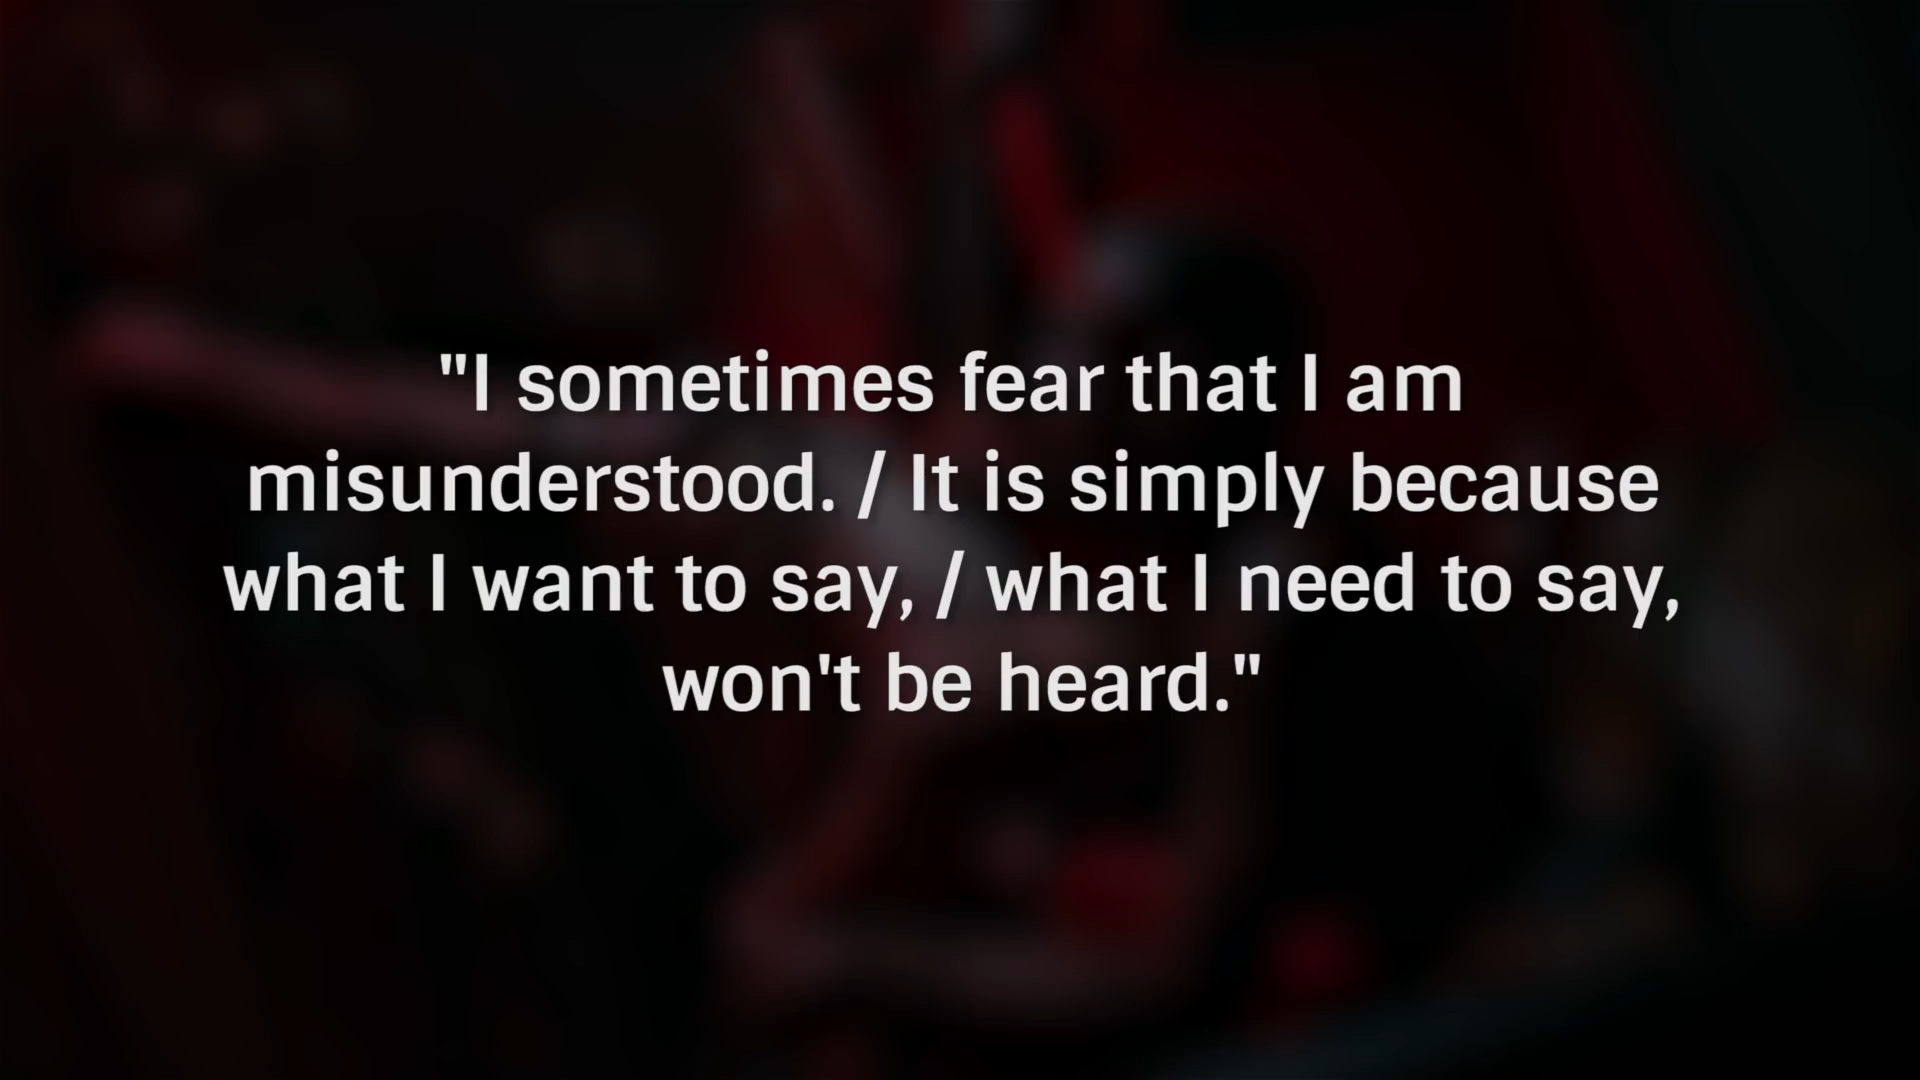 "I sometimes fear that I am
misunderstood. / It is simply because
what I want to say, / what I need to say,
won't be heard."